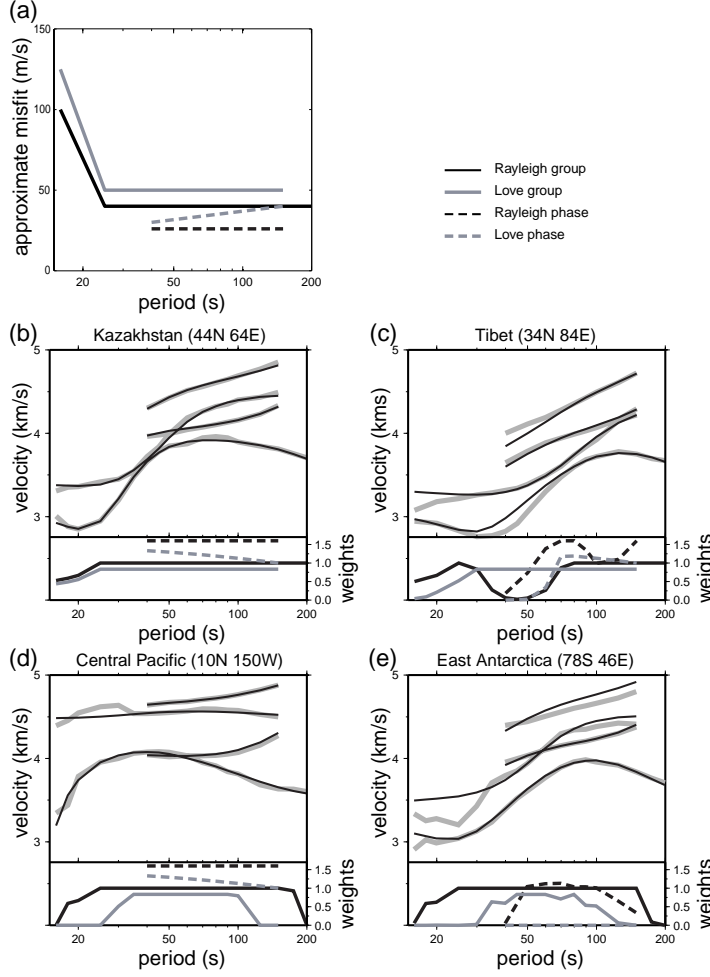 (a)
150
100
50
0
approximate misfit (m/s)
20
50
100
200
period (s)
Rayleigh group
Love group
Rayleigh phase
Love phase
(b)
Kazakhstan (44N 64E)
5
4
3
velocity (km/s)
1.5
1.0
0.5
0.0
weights
20
50
100
200
period (s)
(c)
Tibet (34N 84E)
5
4
3
velocity (kms)
1.5
1.0
0.5
0.0
weights
20
50
100
200
period (s)
(d)
Central Pacific (10N 150W)
5
4
3
velocity (km/s)
1.5
1.0
0.5
0.0
weights
20
50
100
200
period (s)
(e)
East Antarctica (78S 46E)
5
4
3
velocity (km/s)
1.5
1.0
0.5
0.0
weights
20
50
100
200
period (s)